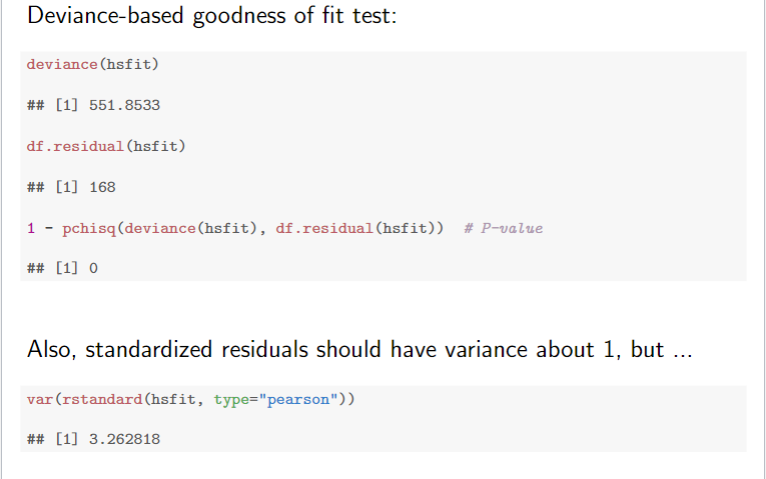 Deviance-based goodness of fit test:
deviance(hsfit)
## [1] 551.8533
df.residual(hsfit)
## [1] 168
1 - pchisq(deviance(hsfit), df.residual(hsfit))  # P-value
## [1] 0
Also, standardized residuals should have variance about 1, but ...
var(rstandard(hsfit, type="pearson"))
## [1] 3.262818